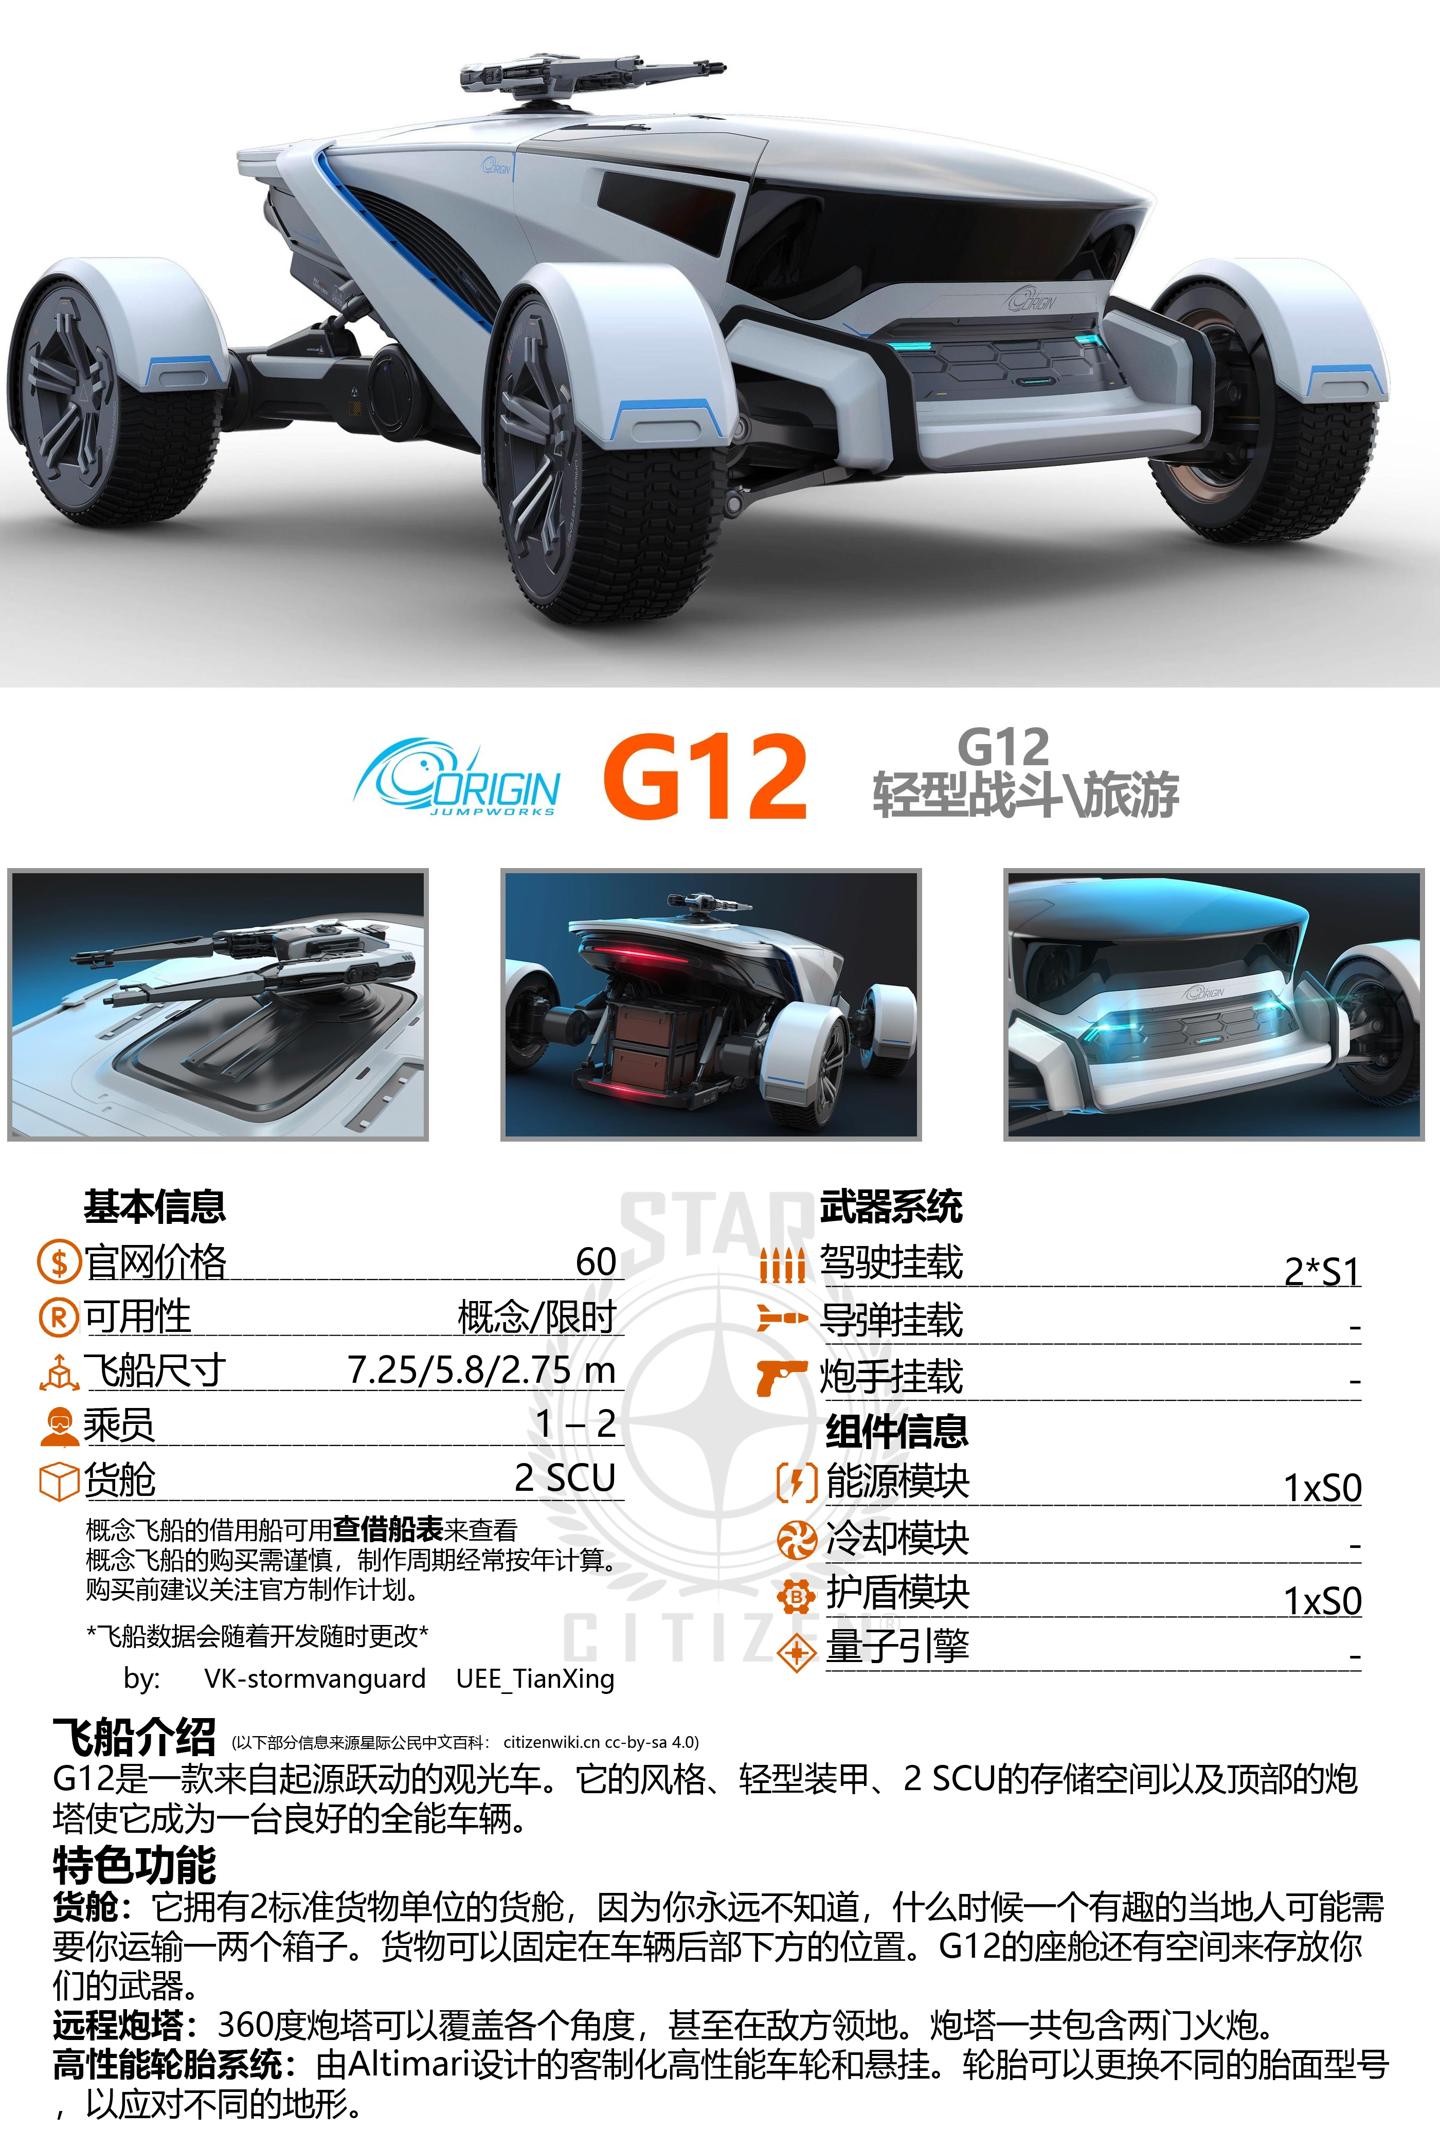 ORIGIN
ORIGIN
ORIGIN
JUMPWORKS
G12
G12
轻型战斗\旅游
ORIGIN
基本信息
官网价格 60
可用性 概念/限时
飞船尺寸 7.25/5.8/2.75 m
乘员 1 – 2
货舱 2 SCU
概念飞船的借用船可用查借船表来查看
概念飞船的购买需谨慎，制作周期经常按年计算。
购买前建议关注官方制作计划。
*飞船数据会随着开发随时更改*
by: VK-stormvanguard UEE_TianXing
STAR
CITIZEN®
武器系统
驾驶挂载 2*S1
导弹挂载 -
炮手挂载 -
组件信息
能源模块 1xS0
冷却模块 -
护盾模块 1xS0
量子引擎 -
飞船介绍 (以下部分信息来源星际公民中文百科： citizenwiki.cn cc-by-sa 4.0)
G12是一款来自起源跃动的观光车。它的风格、轻型装甲、2 SCU的存储空间以及顶部的炮
塔使它成为一台良好的全能车辆。
特色功能
货舱：它拥有2标准货物单位的货舱，因为你永远不知道，什么时候一个有趣的当地人可能需
要你运输一两个箱子。货物可以固定在车辆后部下方的位置。G12的座舱还有空间来存放你
们的武器。
远程炮塔：360度炮塔可以覆盖各个角度，甚至在敌方领地。炮塔一共包含两门火炮。
高性能轮胎系统：由Altimari设计的客制化高性能车轮和悬挂。轮胎可以更换不同的胎面型号
，以应对不同的地形。